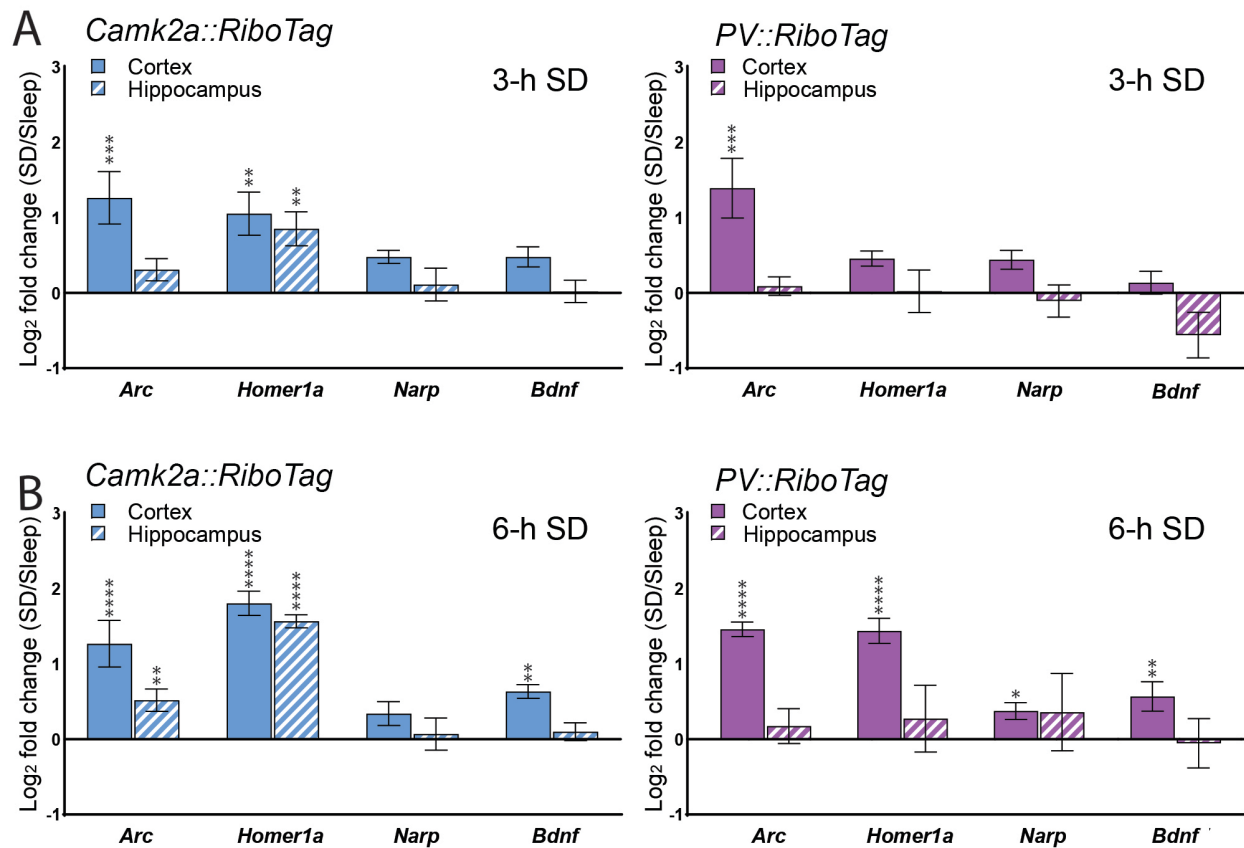 A
Camk2a::RiboTag
Cortex
Hippocampus
3-h SD
Log2 fold change (SD/Sleep)
3
2
1
0
-1
***
**
**
Arc Homer1a Narp Bdnf
PV::RiboTag
Cortex
Hippocampus
3-h SD
Log2 fold change (SD/Sleep)
3
2
1
0
-1
***
Arc Homer1a Narp Bdnf
B
Camk2a::RiboTag
Cortex
Hippocampus
6-h SD
Log2 fold change (SD/Sleep)
3
2
1
0
-1
****
**
****
****
**
Arc Homer1a Narp Bdnf
PV::RiboTag
Cortex
Hippocampus
6-h SD
Log2 fold change (SD/Sleep)
3
2
1
0
-1
****
****
*
**
Arc Homer1a Narp Bdnf